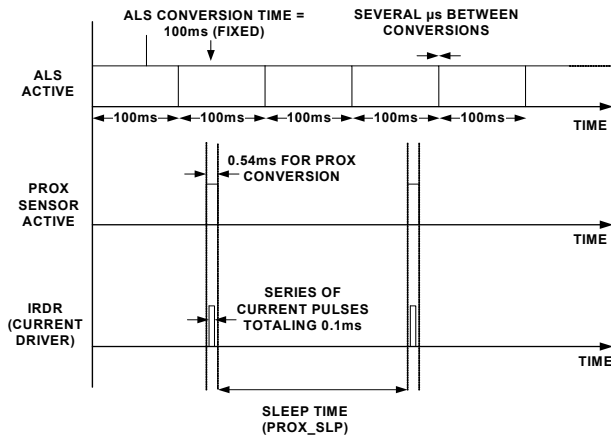 ALS CONVERSION TIME =
100ms (FIXED)
SEVERAL µs BETWEEN
CONVERSIONS
ALS
ACTIVE
100ms
100ms
100ms
100ms
100ms
TIME
0.54ms FOR PROX
CONVERSION
PROX
SENSOR
ACTIVE
TIME
SERIES OF
CURRENT PULSES
TOTALING 0.1ms
IRDR
(CURRENT
DRIVER)
TIME
SLEEP TIME
(PROX_SLP)